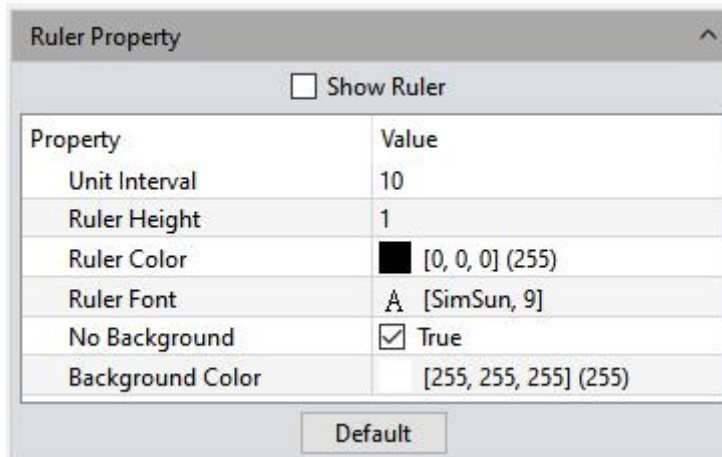 Ruler Property
Show Ruler
Property Value
Unit Interval 10
Ruler Height 1
Ruler Color [0, 0, 0] (255)
Ruler Font A [SimSun, 9]
No Background True
Background Color [255, 255, 255] (255)
Default